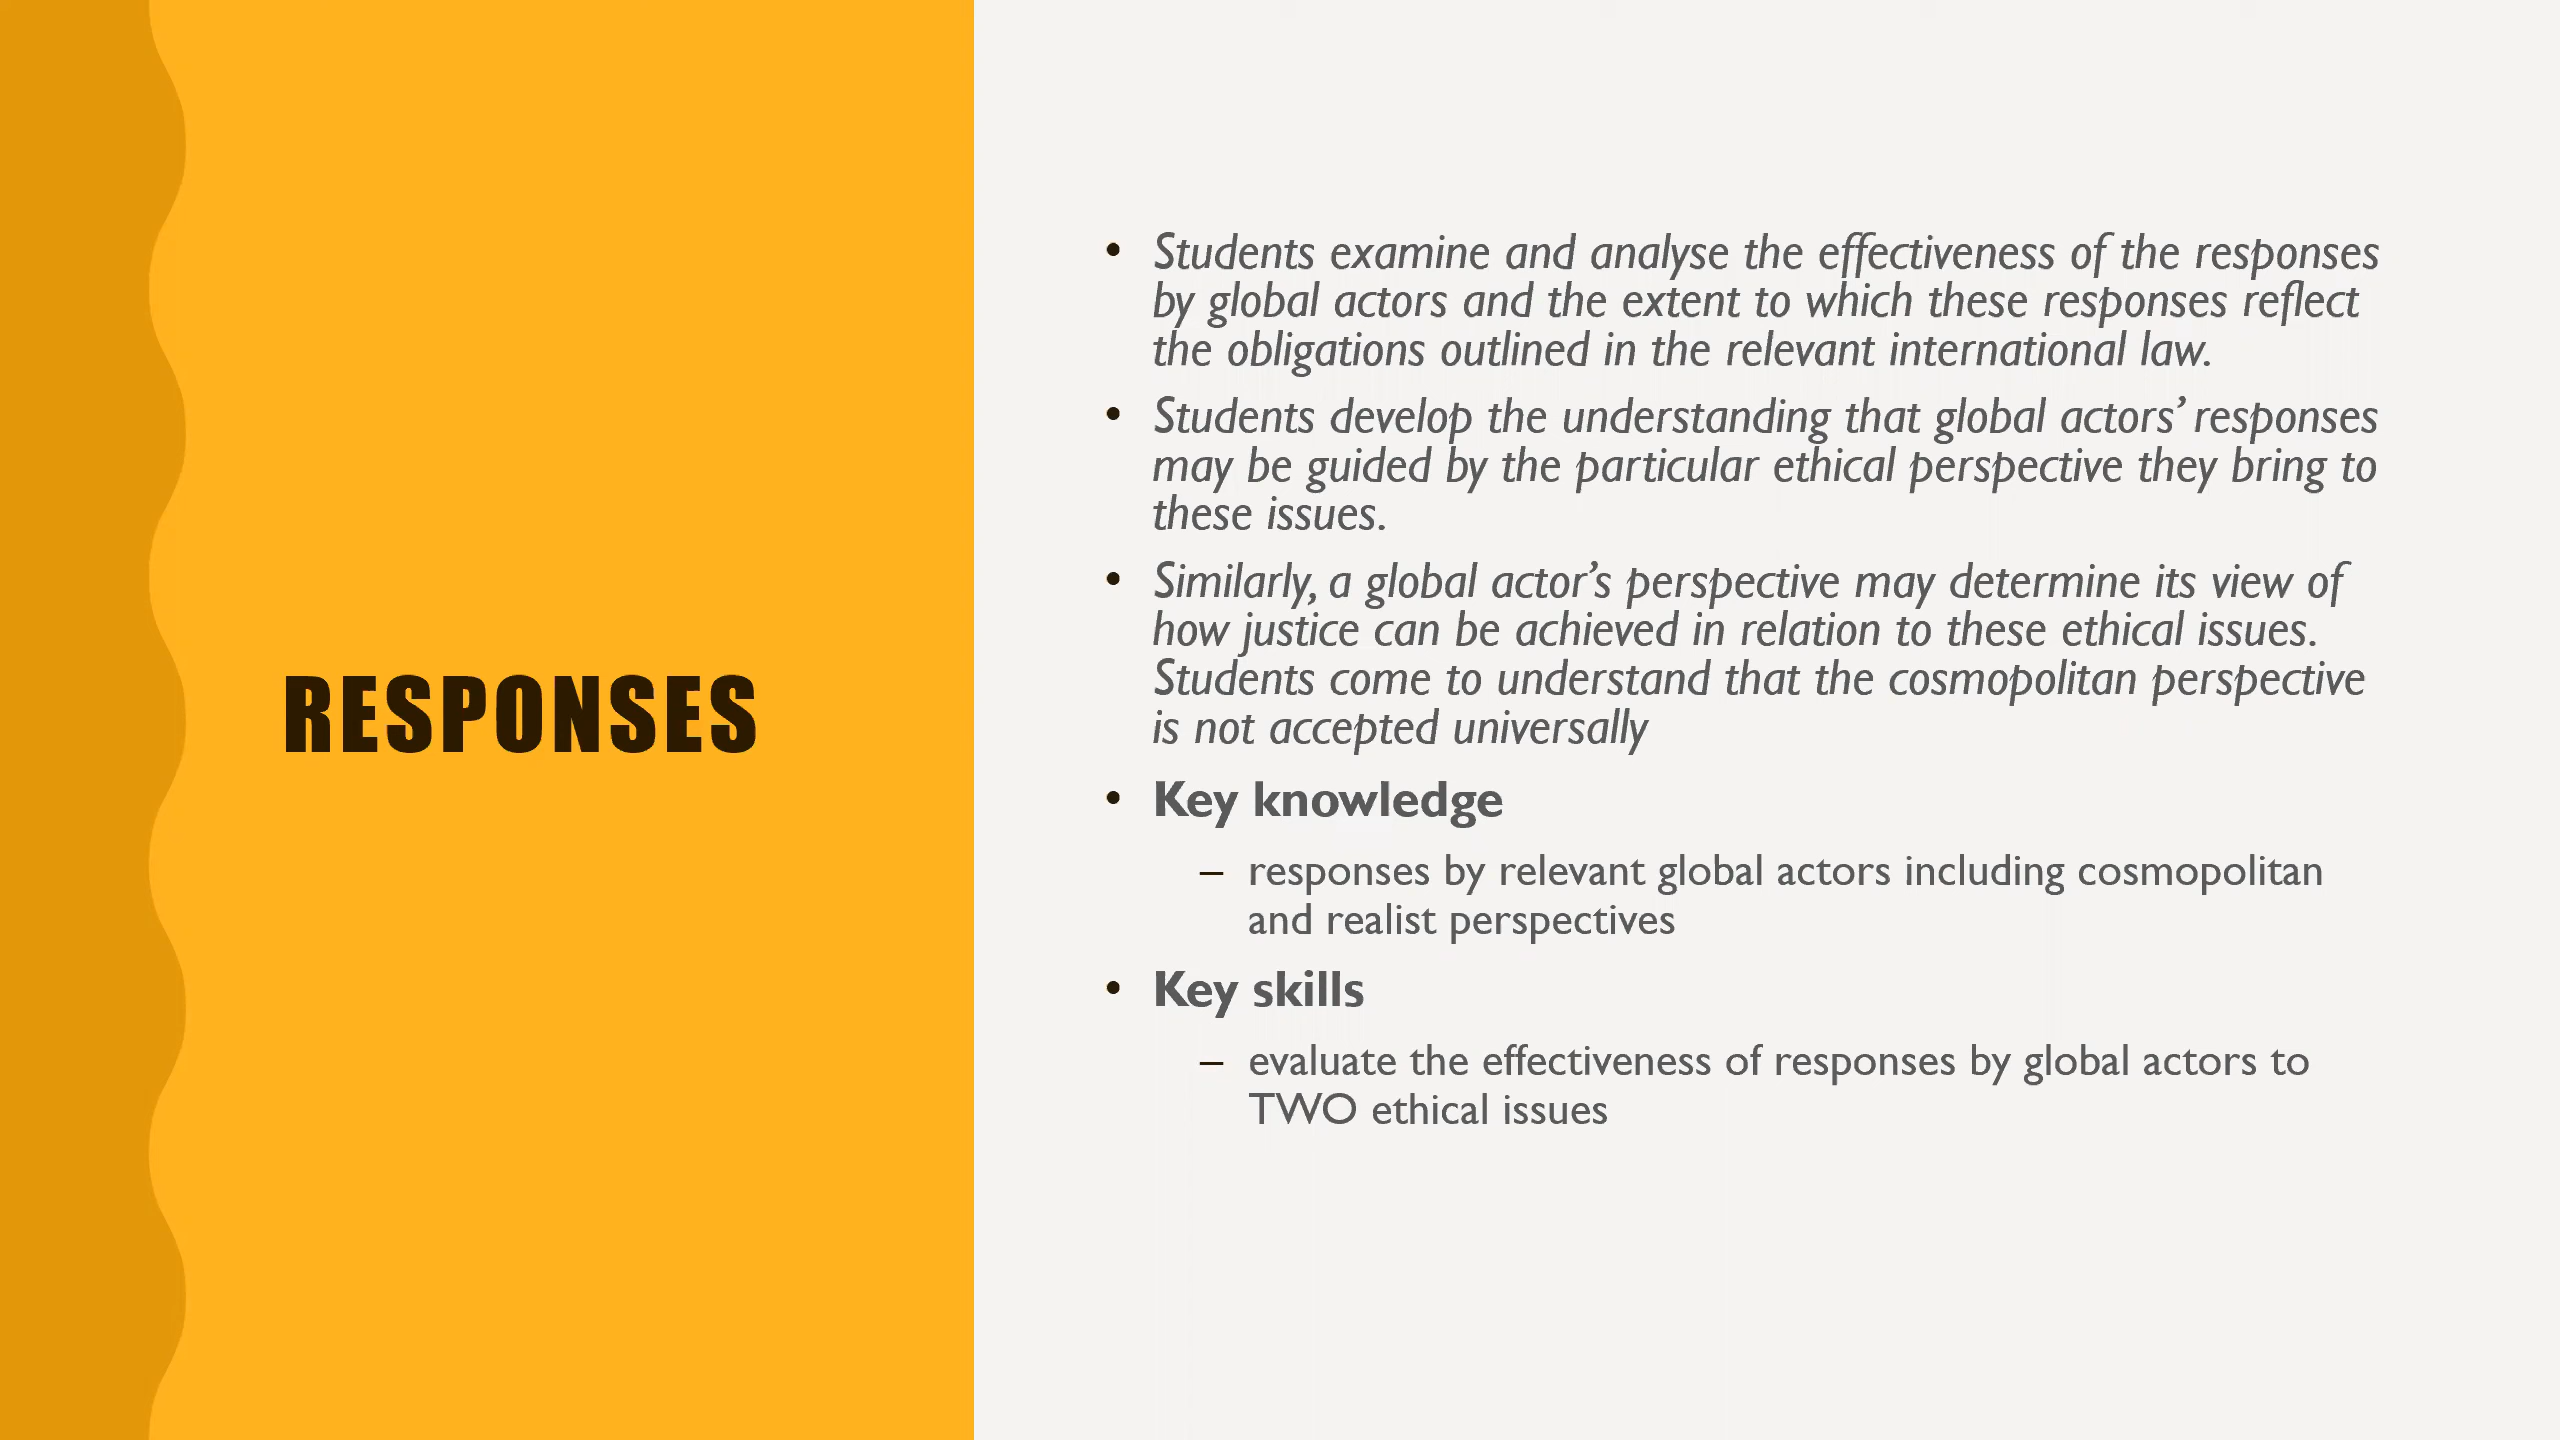 RESPONSES
• Students examine and analyse the effectiveness of the responses
by global actors and the extent to which these responses reflect
the obligations outlined in the relevant international law.
• Students develop the understanding that global actors’ responses
may be guided by the particular ethical perspective they bring to
these issues.
• Similarly, a global actor’s perspective may determine its view of
how justice can be achieved in relation to these ethical issues.
Students come to understand that the cosmopolitan perspective
is not accepted universally
• Key knowledge
– responses by relevant global actors including cosmopolitan
and realist perspectives
• Key skills
– evaluate the effectiveness of responses by global actors to
TWO ethical issues